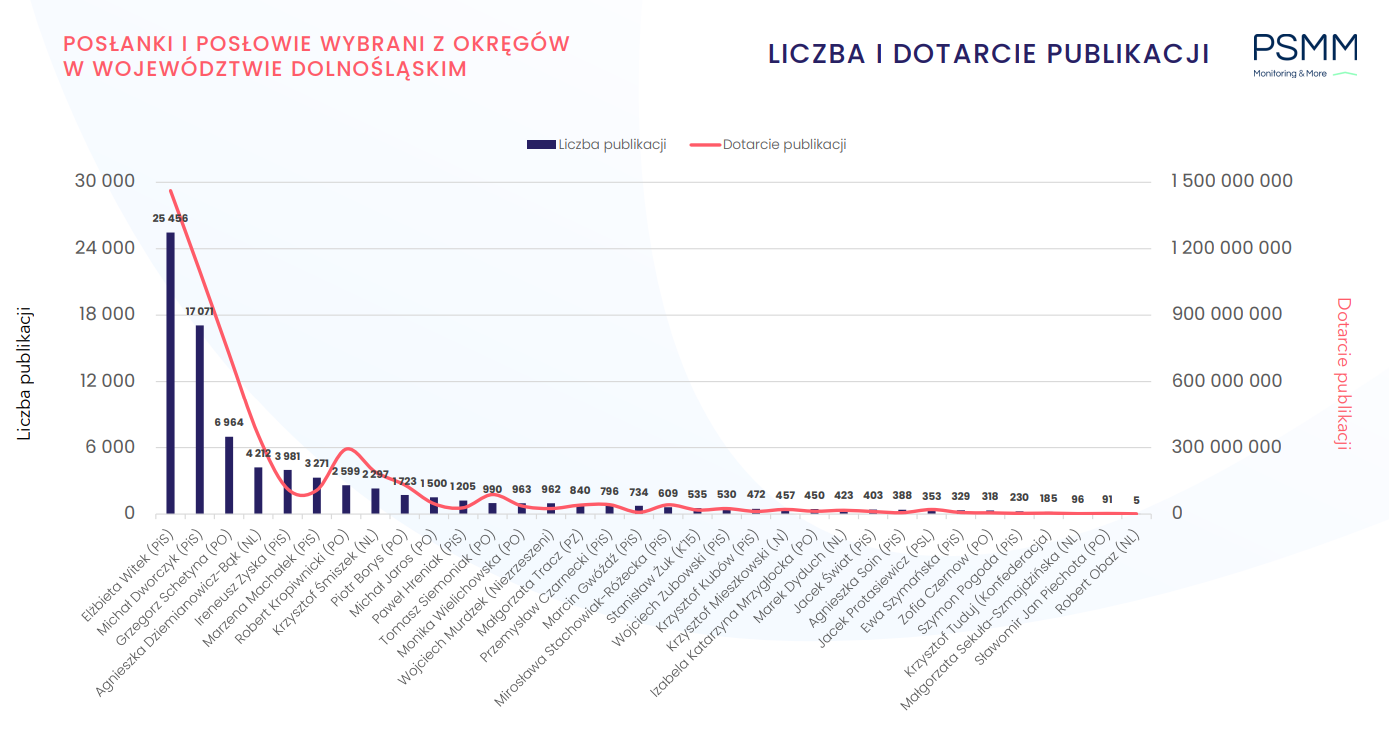 POSŁANKI I POSŁOWIE WYBRANI Z OKRĘGÓW
W WOJEWÓDZTWIE DOLNOŚLĄSKIM
LICZBA I DOTARCIE PUBLIKACJI
PSMM
Monitoring & More
Liczba publikacji
Dotarcie publikacji
30 000
24 000
18 000
12 000
6 000
0
Liczba publikacji
1 500 000 000
1 200 000 000
900 000 000
600 000 000
300 000 000
0
Dotarcie publikacji
25 456
17 071
6 964
4 212
3 981
3 271
2 599
2 297
1 723
1 500
1 205
990
963
962
840
796
734
609
535
530
472
457
450
423
403
388
353
329
318
230
185
96
91
5
Elżbieta Witek (PiS)
Michał Dworczyk (PiS)
Grzegorz Schetyna (PO)
Agnieszka Dziemianowicz-Bąk (NL)
Ireneusz Zyska (PiS)
Marzena Machałek (PiS)
Robert Kropiwnicki (PO)
Krzysztof Śmiszek (NL)
Piotr Borys (PO)
Michał Jaros (PO)
Paweł Hreniak (PiS)
Tomasz Siemoniak (PO)
Monika Wielichowska (PO)
Wojciech Murdzek (Niezrzeszeni)
Małgorzata Tracz (PZ)
Przemysław Czarnecki (PiS)
Marcin Gwóźdź (PiS)
Mirosława Stachowiak-Różecka (PiS)
Stanisław Żuk (K'15)
Wojciech Zubowski (PiS)
Krzysztof Kubów (PiS)
Krzysztof Mieszkowski (.N)
Izabela Katarzyna Mrzygłocka (PO)
Marek Dyduch (NL)
Jacek Świat (PiS)
Agnieszka Soin (PiS)
Jacek Protasiewicz (PSL)
Ewa Szymańska (PiS)
Zofia Czernow (PO)
Szymon Pogoda (PiS)
Krzysztof Tuduj (Konfederacja)
Małgorzata Sekuła-Szmajdzińska (NL)
Sławomir Jan Piechota (PO)
Robert Obaz (NL)